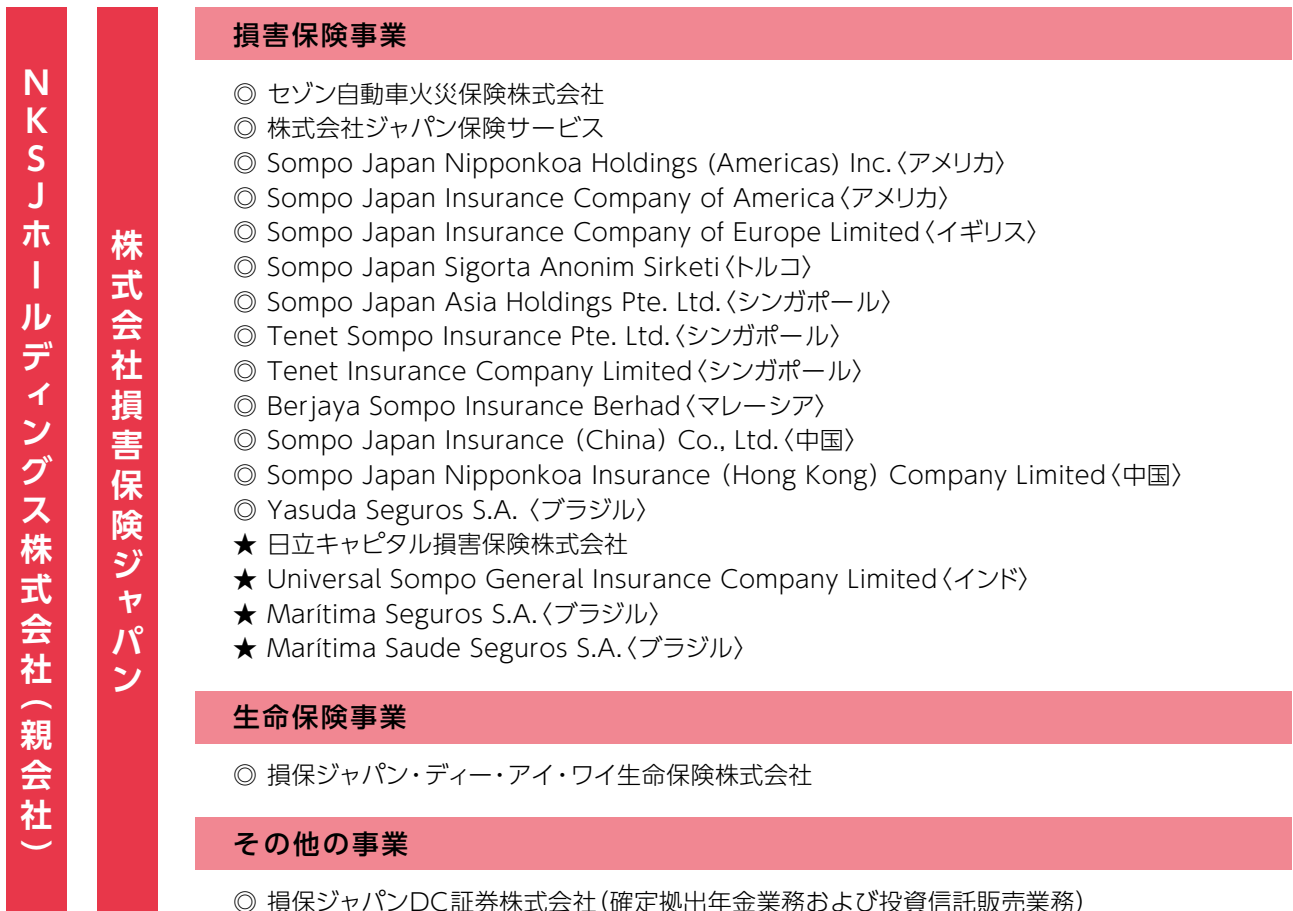 NKSJホールディングス株式会社(親会社)
株式会社損害保険ジャパン
損害保険事業
◎ セゾン自動車火災保険株式会社
◎ 株式会社ジャパン保険サービス
◎ Sompo Japan Nipponkoa Holdings (Americas) Inc.〈アメリカ〉
◎ Sompo Japan Insurance Company of America〈アメリカ〉
◎ Sompo Japan Insurance Company of Europe Limited〈イギリス〉
◎ Sompo Japan Sigorta Anonim Sirketi〈トルコ〉
◎ Sompo Japan Asia Holdings Pte. Ltd.〈シンガポール〉
◎ Tenet Sompo Insurance Pte. Ltd.〈シンガポール〉
◎ Tenet Insurance Company Limited〈シンガポール〉
◎ Berjaya Sompo Insurance Berhad〈マレーシア〉
◎ Sompo Japan Insurance (China) Co., Ltd.〈中国〉
◎ Sompo Japan Nipponkoa Insurance (Hong Kong) Company Limited〈中国〉
◎ Yasuda Seguros S.A. 〈ブラジル〉
★ 日立キャピタル損害保険株式会社
★ Universal Sompo General Insurance Company Limited〈インド〉
★ Marítima Seguros S.A.〈ブラジル〉
★ Marítima Saude Seguros S.A.〈ブラジル〉
生命保険事業
◎ 損保ジャパン・ディー・アイ・ワイ生命保険株式会社
その他の事業
◎ 損保ジャパンDC証券株式会社(確定拠出年金業務および投資信託販売業務)